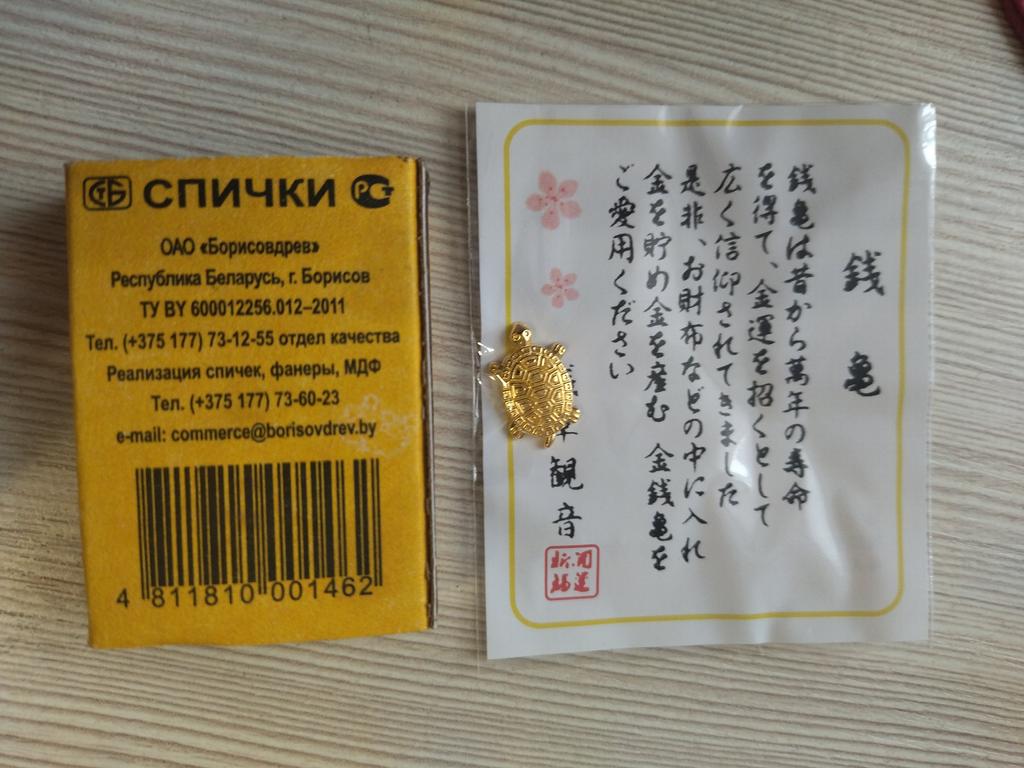 СТБ СПИЧКИ РСТ
ОАО «Борисовдрев»
Республика Беларусь, г. Борисов
ТУ BY 600012256.012–2011
Тел. (+375 177) 73-12-55 отдел качества
Реализация спичек, фанеры, МДФ
Тел. (+375 177) 73-60-23
e-mail: commerce@borisovdrev.by
4 811810 001462
銭亀
銭亀は昔から萬年の寿命
を得て、金運を招くとして
広く信仰されてきました
是非、お財布などの中に入れ
金を貯め金を産む 金銭亀を
ご愛用ください
草観音